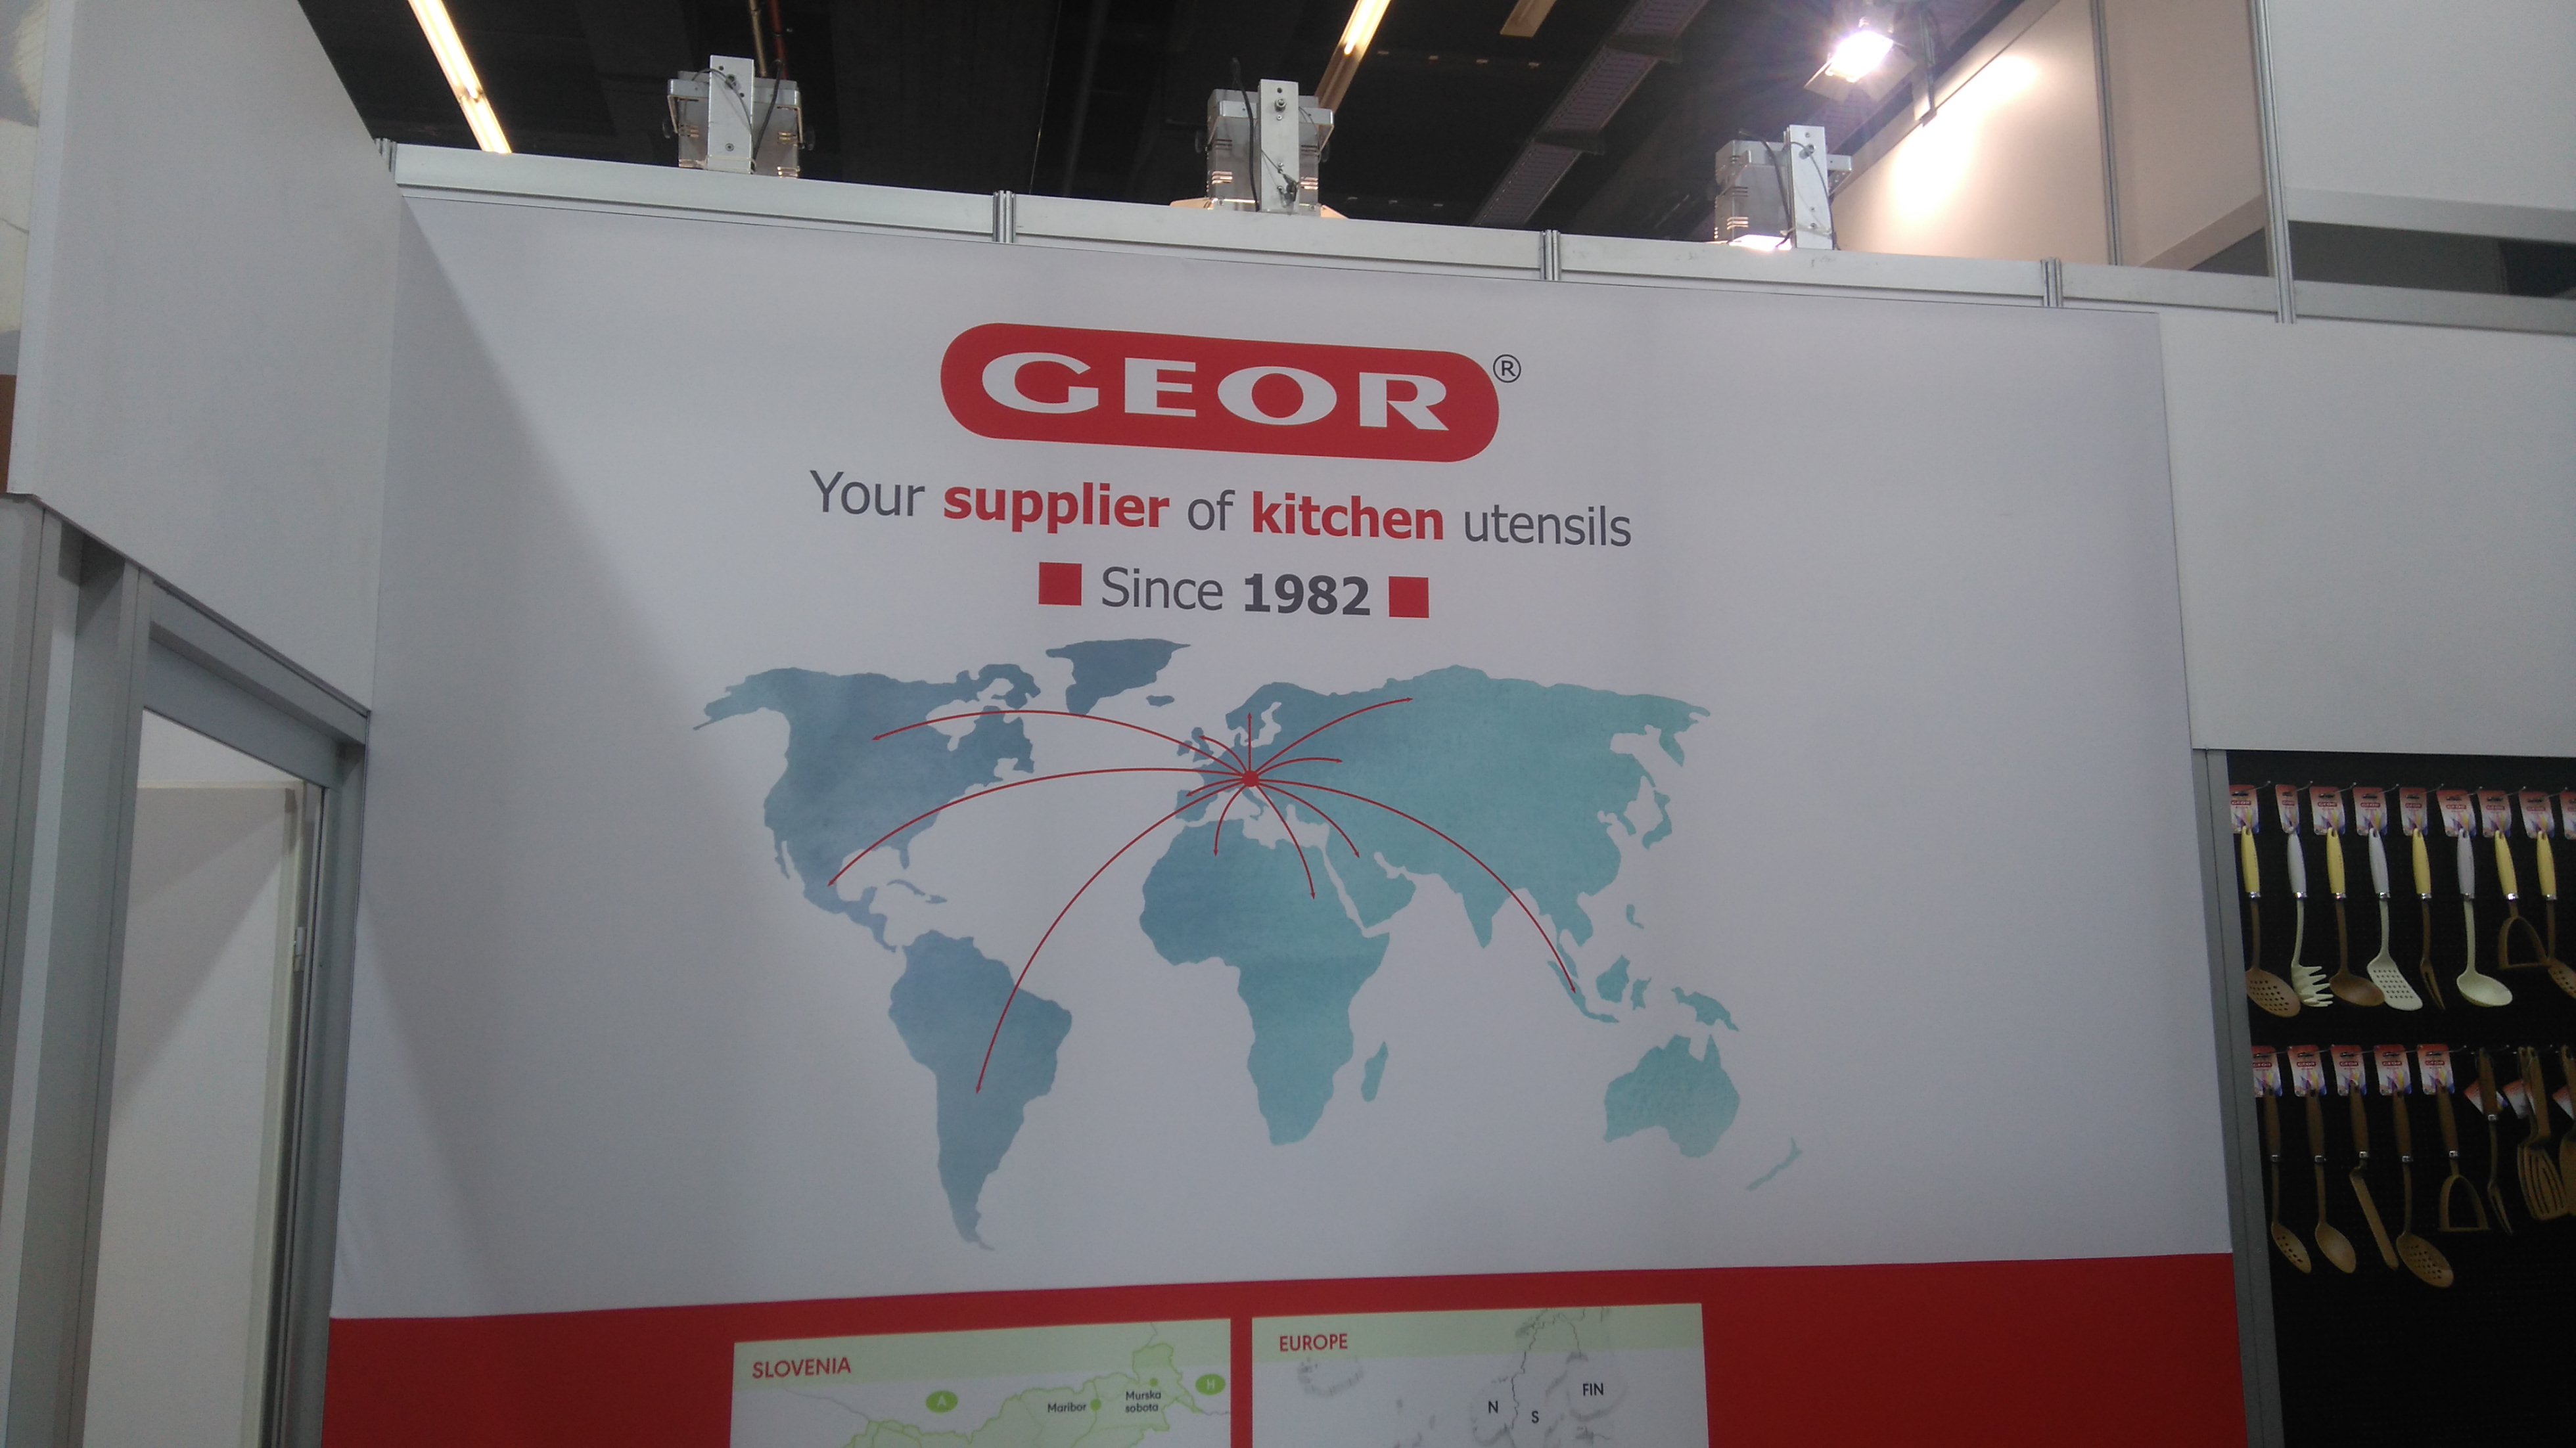 GEOR®
Your supplier of kitchen utensils
Since 1982
SLOVENIA
A
Maribor
Murska
sobota
H
EUROPE
N
S
FIN